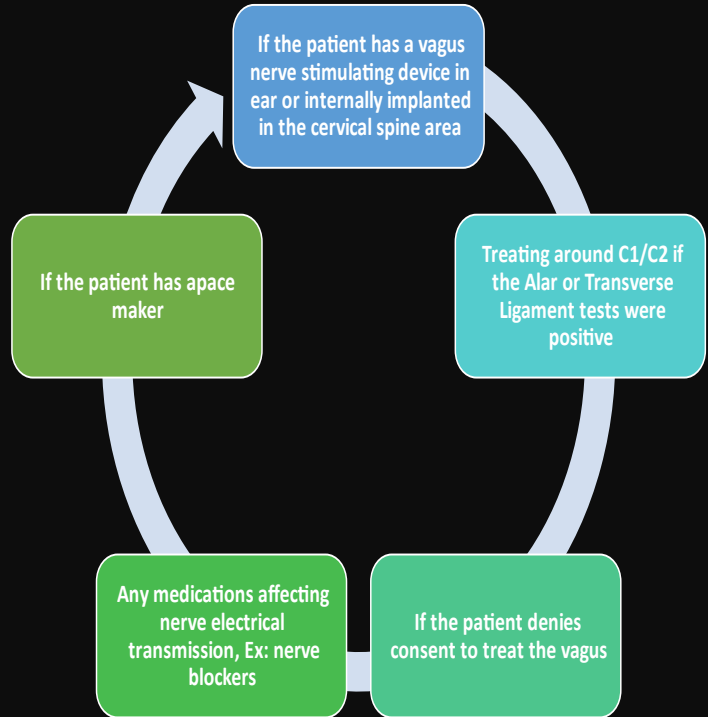 If the patient has a vagus
nerve stimulating device in
ear or internally implanted
in the cervical spine area
Treating around C1/C2 if
the Alar or Transverse
Ligament tests were
positive
If the patient denies
consent to treat the vagus
Any medications affecting
nerve electrical
transmission, Ex: nerve
blockers
If the patient has apace
maker